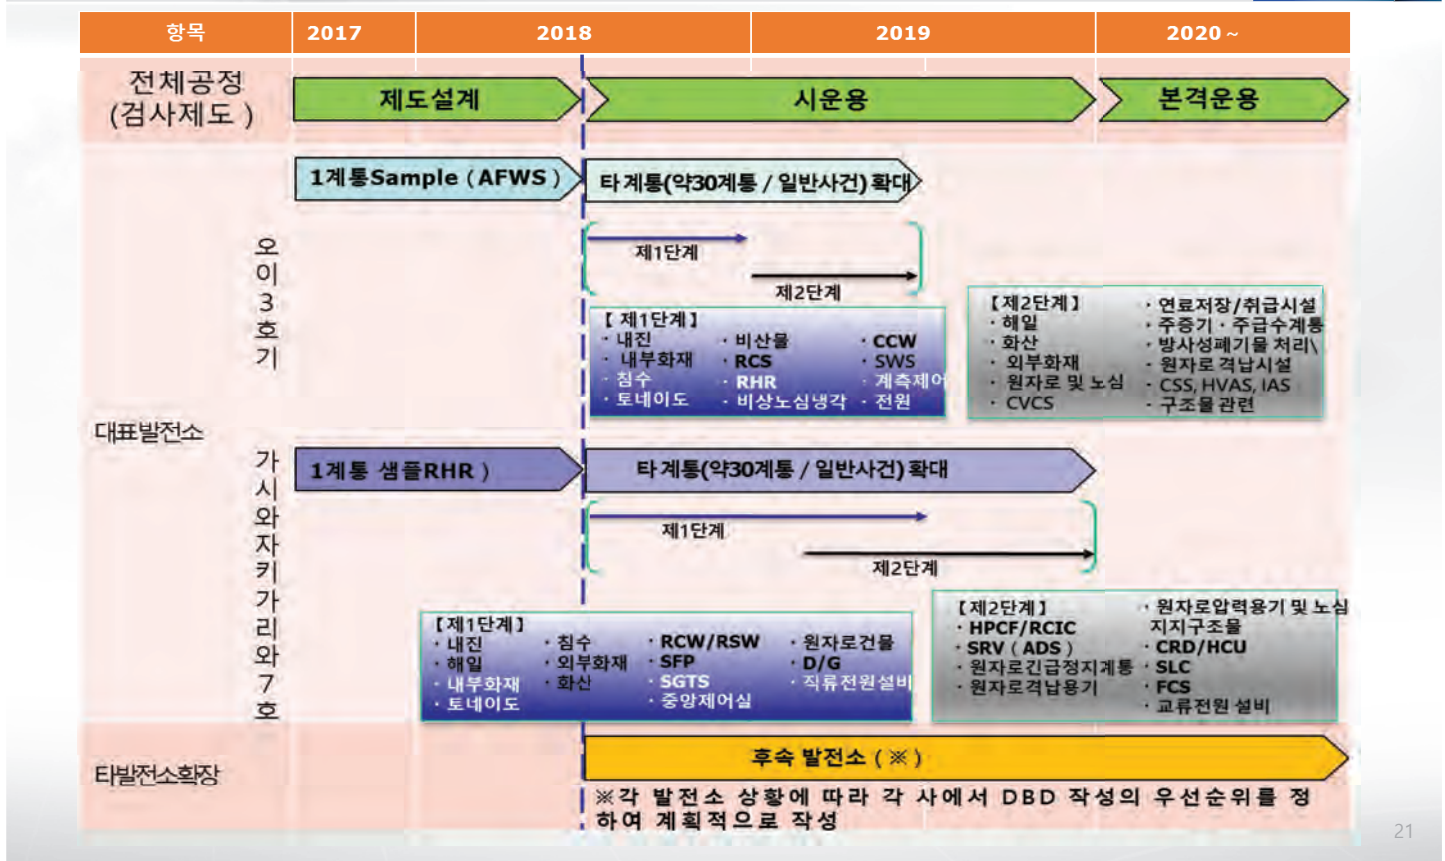 항목 2017 2018 2019 2020 ~
전체공정
(검사제도 )
제도설계
시운용
본격운용
대표발전소
오이3호기
1계통Sample ( AFWS )
타 계통(약30계통 / 일반사건) 확대
제1단계
제2단계
【 제1단계】
· 내진
· 내부화재
· 침수
· 토네이도
· 비산물
· RCS
· RHR
· 비상노심냉각
· CCW
· SWS
· 계측제어
· 전원
【제2단계】
· 해일
· 화산
· 외부화재
· 원자로 및 노심
· CVCS
· 연료저장/취급시설
· 주증기 · 주급수계통
· 방사성폐기물 처리\
· 원자로 격납시설
· CSS, HVAS, IAS
· 구조물 관련
가시와자키가리와7호
1계통 샘플RHR )
타 계통(약30계통 / 일반사건) 확대
제1단계
제2단계
【제1단계】
· 내진
· 해일
· 내부화재
· 토네이도
· 침수
· 외부화재
· 화산
· RCW/RSW
· SFP
· SGTS
· 중앙제어실
· 원자로건물
· D/G
· 직류전원설비
【제2단계】
· HPCF/RCIC
· SRV ( ADS )
· 원자로긴급정지계통
· 원자로격납용기
· 원자로압력용기 및 노심
지지구조물
· CRD/HCU
· SLC
· FCS
· 교류전원 설비
타발전소확장
후속 발전소 ( ※ )
※각 발전소 상황에 따라 각 사에서 DBD 작성의 우선순위를 정
하여 계획적으로 작성
21